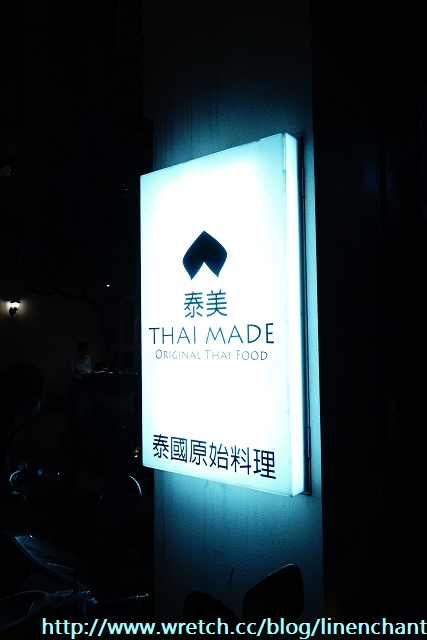 泰美
THAI MADE
ORIGINAL THAI FOOD
泰國原始料理
http://www.wretch.cc/blog/linenchant